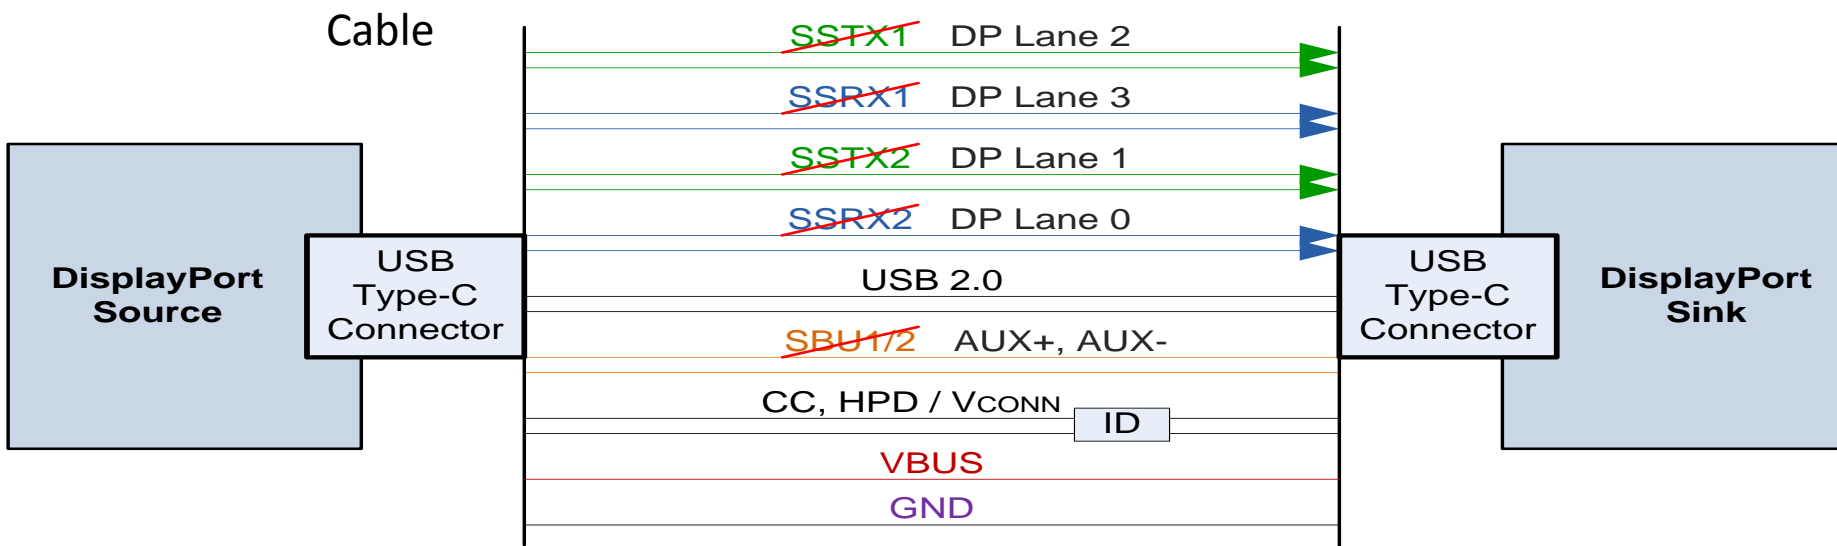 Cable
SSTX1 DP Lane 2
SSRX1 DP Lane 3
SSTX2 DP Lane 1
SSRX2 DP Lane 0
DisplayPort
Source
USB
Type-C
Connector
USB 2.0
SBU1/2 AUX+, AUX-
CC, HPD / VCONN
ID
VBUS
GND
USB
Type-C
Connector
DisplayPort
Sink